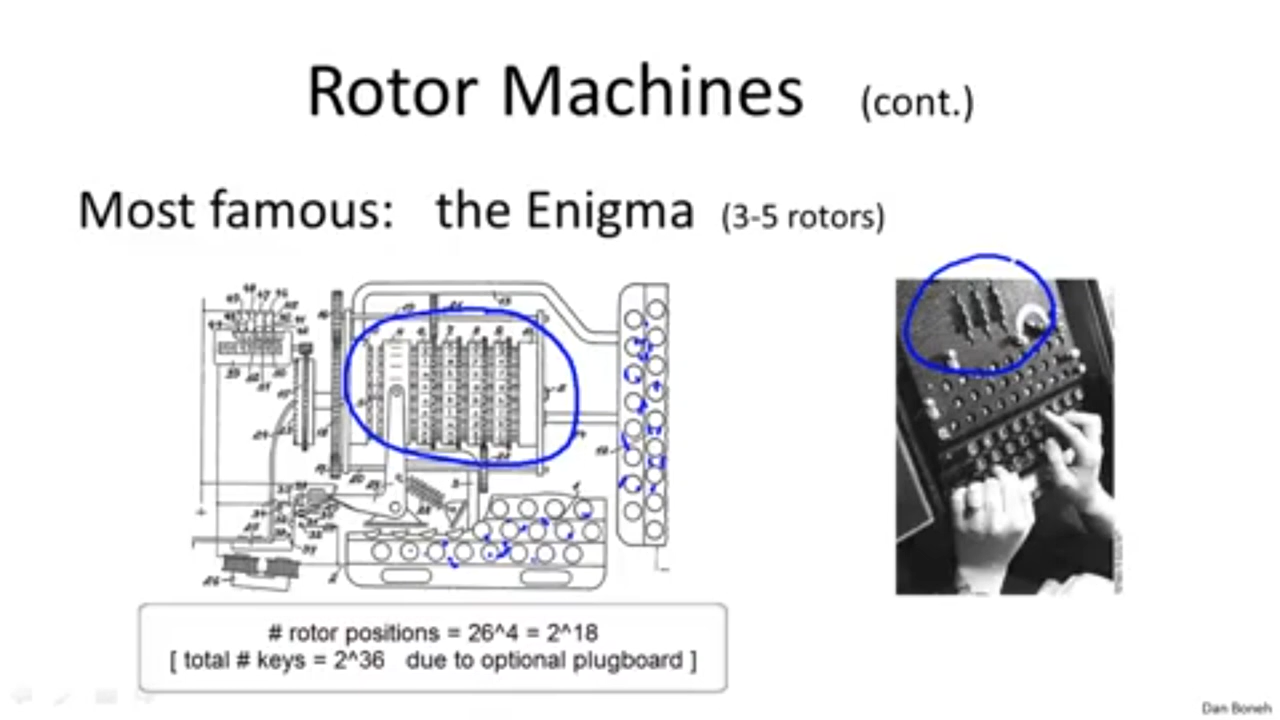 Rotor Machines (cont.)
Most famous: the Enigma (3-5 rotors)
# rotor positions = 26^4 = 2^18
[ total # keys = 2^36 due to optional plugboard ]
Dan Boneh